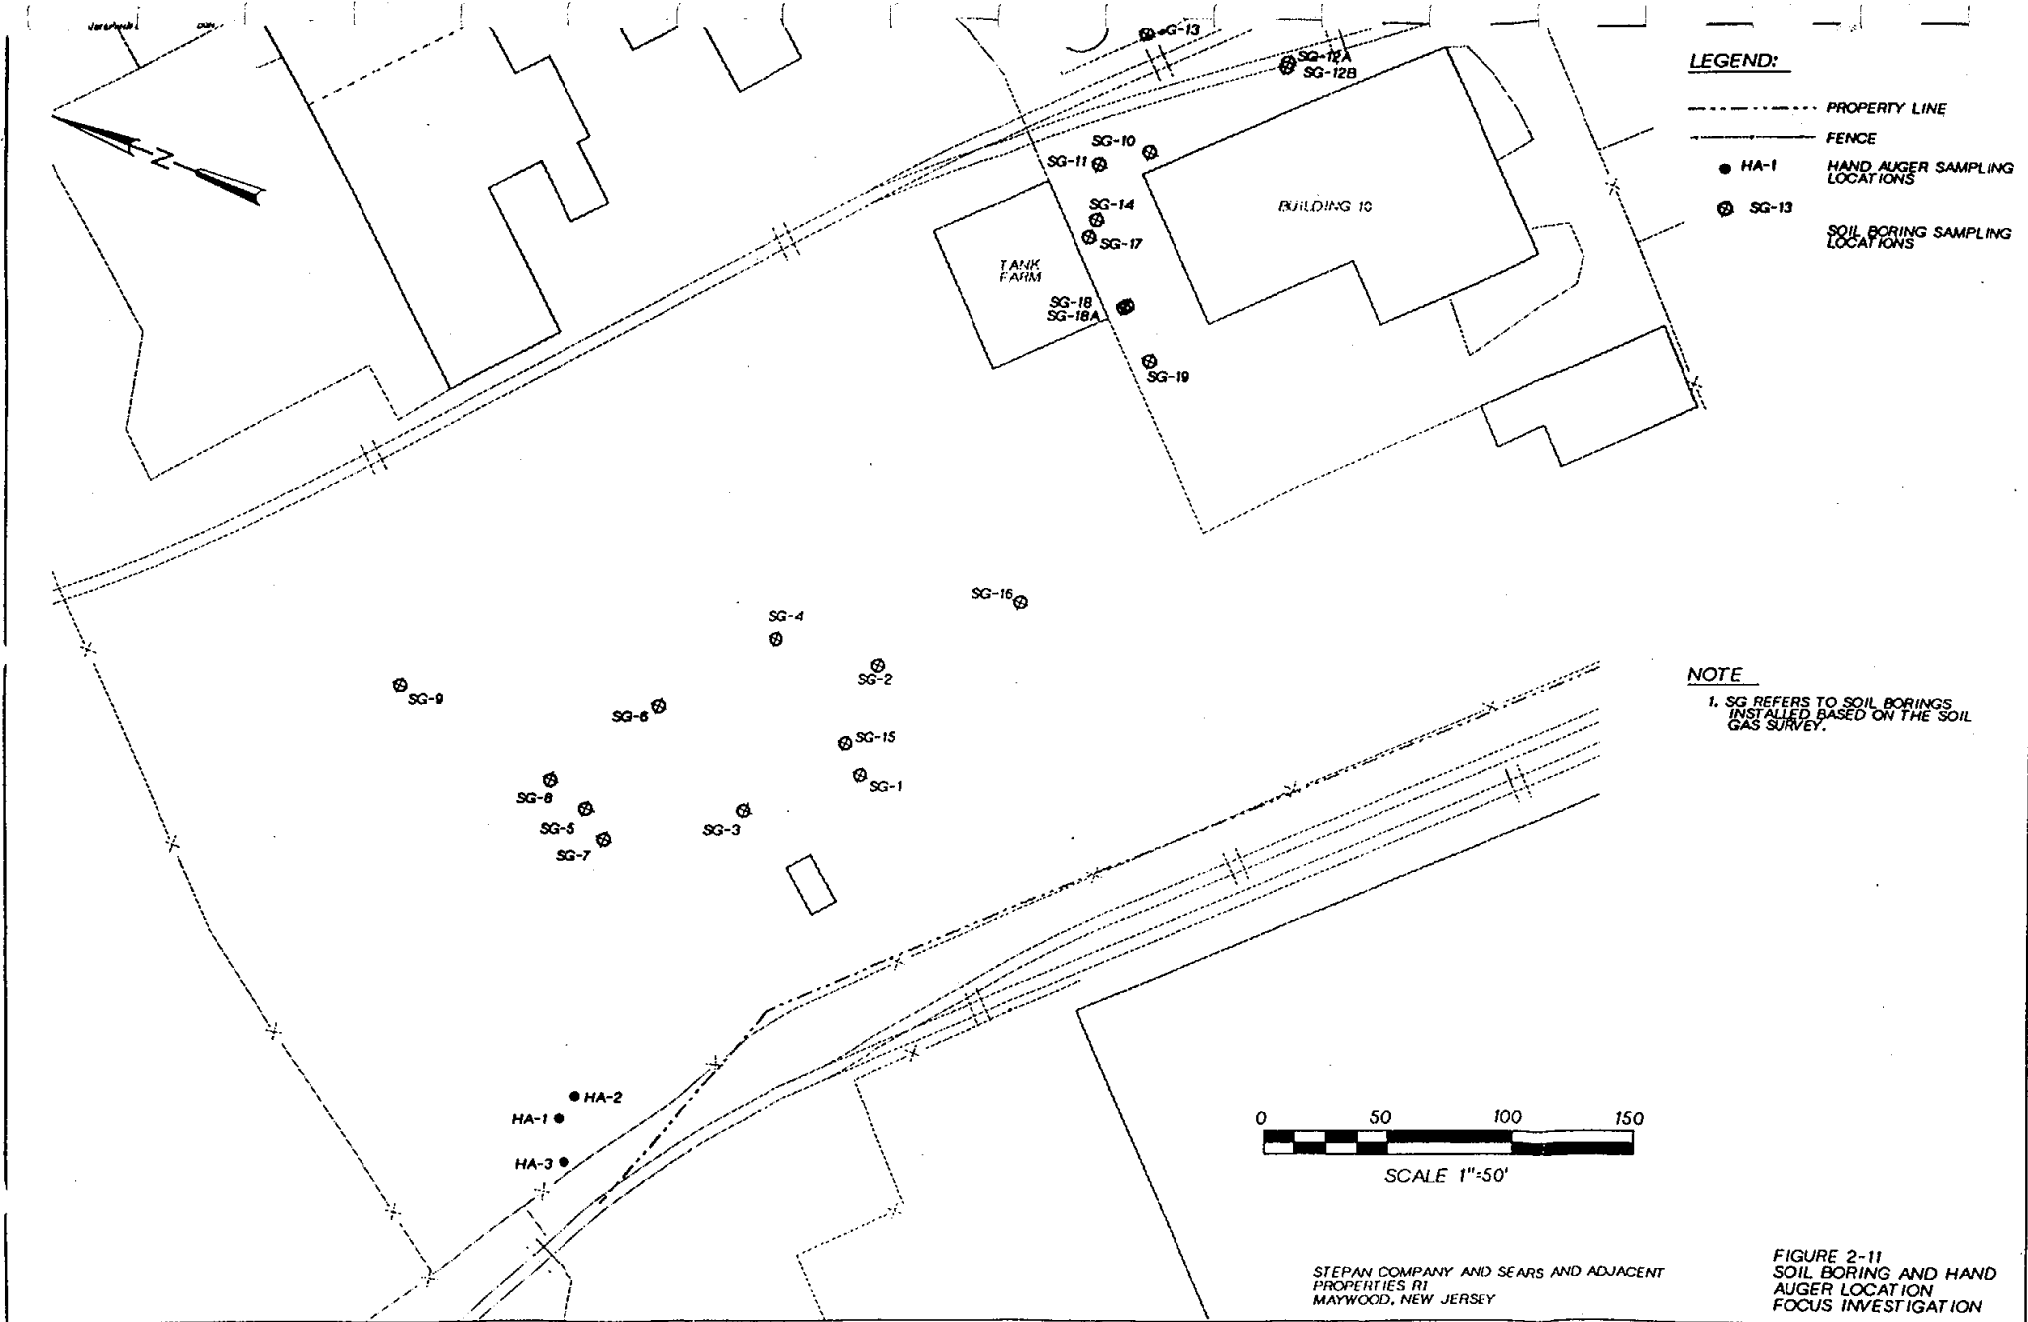 SG-13
SG-12A
SG-12B
LEGEND:
PROPERTY LINE
FENCE
HA-1 HAND AUGER SAMPLING
LOCATIONS
SG-13
SOIL BORING SAMPLING
LOCATIONS
N
SG-10
SG-11
SG-14
SG-17
BUILDING 10
TANK
FARM
SG-18
SG-18A
SG-19
SG-16
SG-4
SG-2
SG-9
SG-6
SG-15
SG-1
SG-8
SG-5
SG-3
SG-7
NOTE
1. SG REFERS TO SOIL BORINGS
INSTALLED BASED ON THE SOIL
GAS SURVEY.
HA-2
HA-1
HA-3
0 50 100 150
SCALE 1"=50'
STEPAN COMPANY AND SEARS AND ADJACENT
PROPERTIES RI
MAYWOOD, NEW JERSEY
FIGURE 2-11
SOIL BORING AND HAND
AUGER LOCATION
FOCUS INVESTIGATION